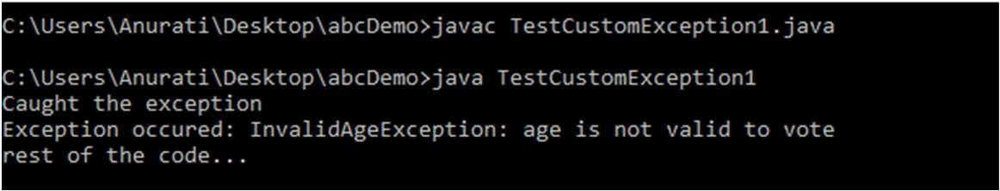 C:\Users\Anurati\Desktop\abcDemo>javac TestCustomException1.java
C:\Users\Anurati\Desktop\abcDemo>java TestCustomException1
Caught the exception
Exception occured: InvalidAgeException: age is not valid to vote
rest of the code...